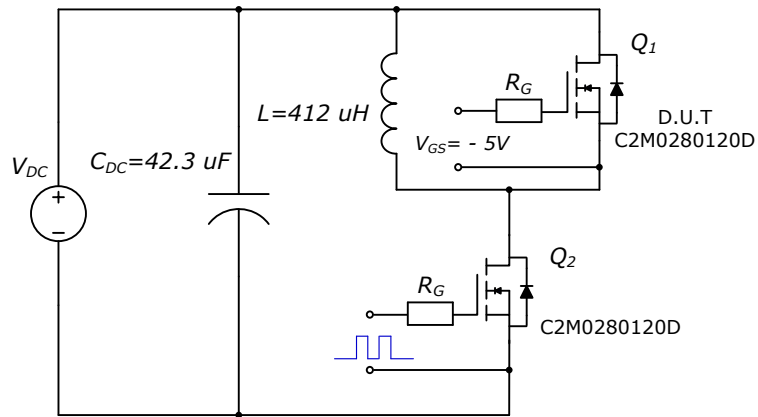 Q1
RG
L=412 uH
D.U.T
C2M0280120D
VGS= - 5V
CDC=42.3 uF
VDC
+
−
Q2
RG
C2M0280120D